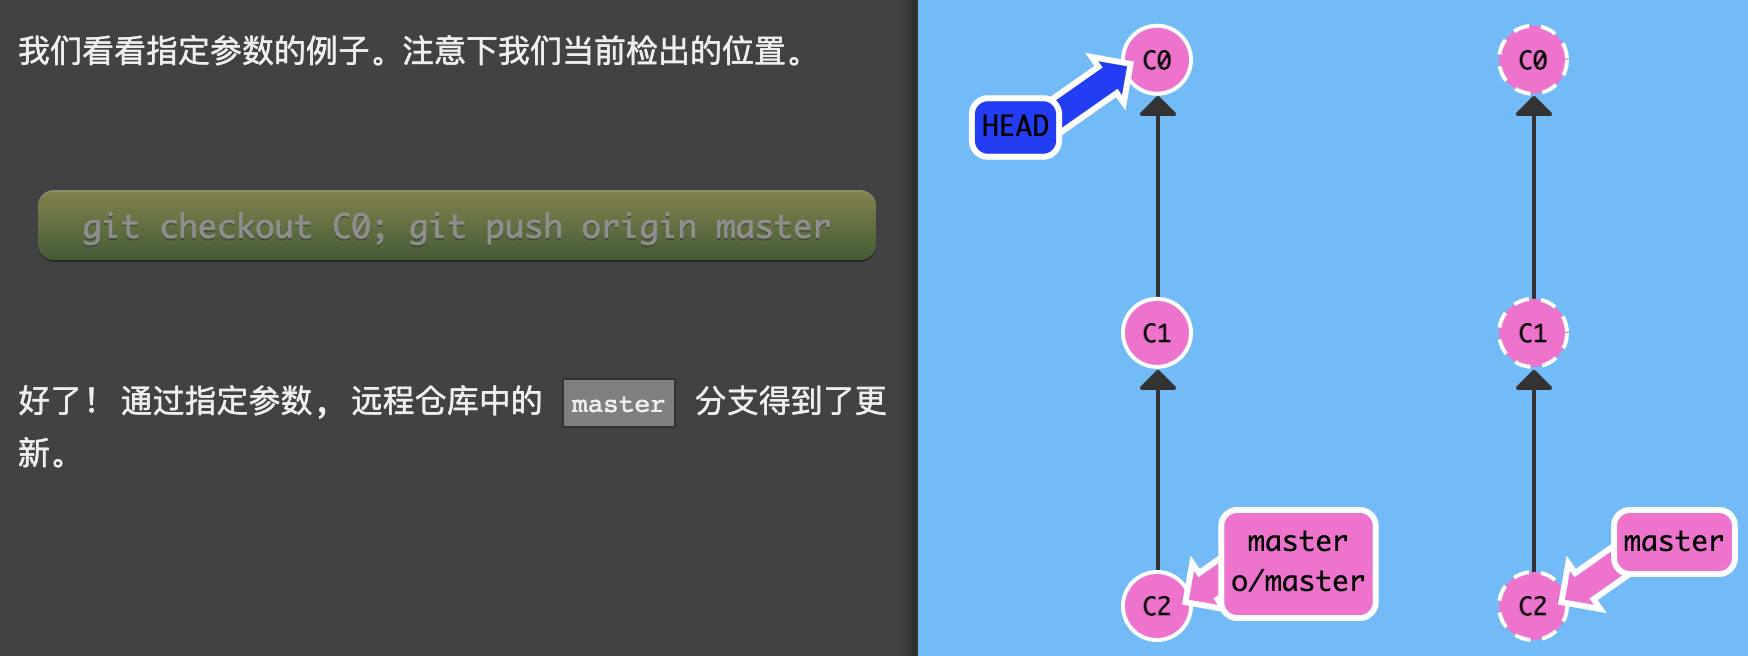 我们看看指定参数的例子。注意下我们当前检出的位置。
git checkout C0; git push origin master
好了！通过指定参数, 远程仓库中的 master 分支得到了更
新。
C0
HEAD
C1
master
o/master
C2
C0
C1
master
C2